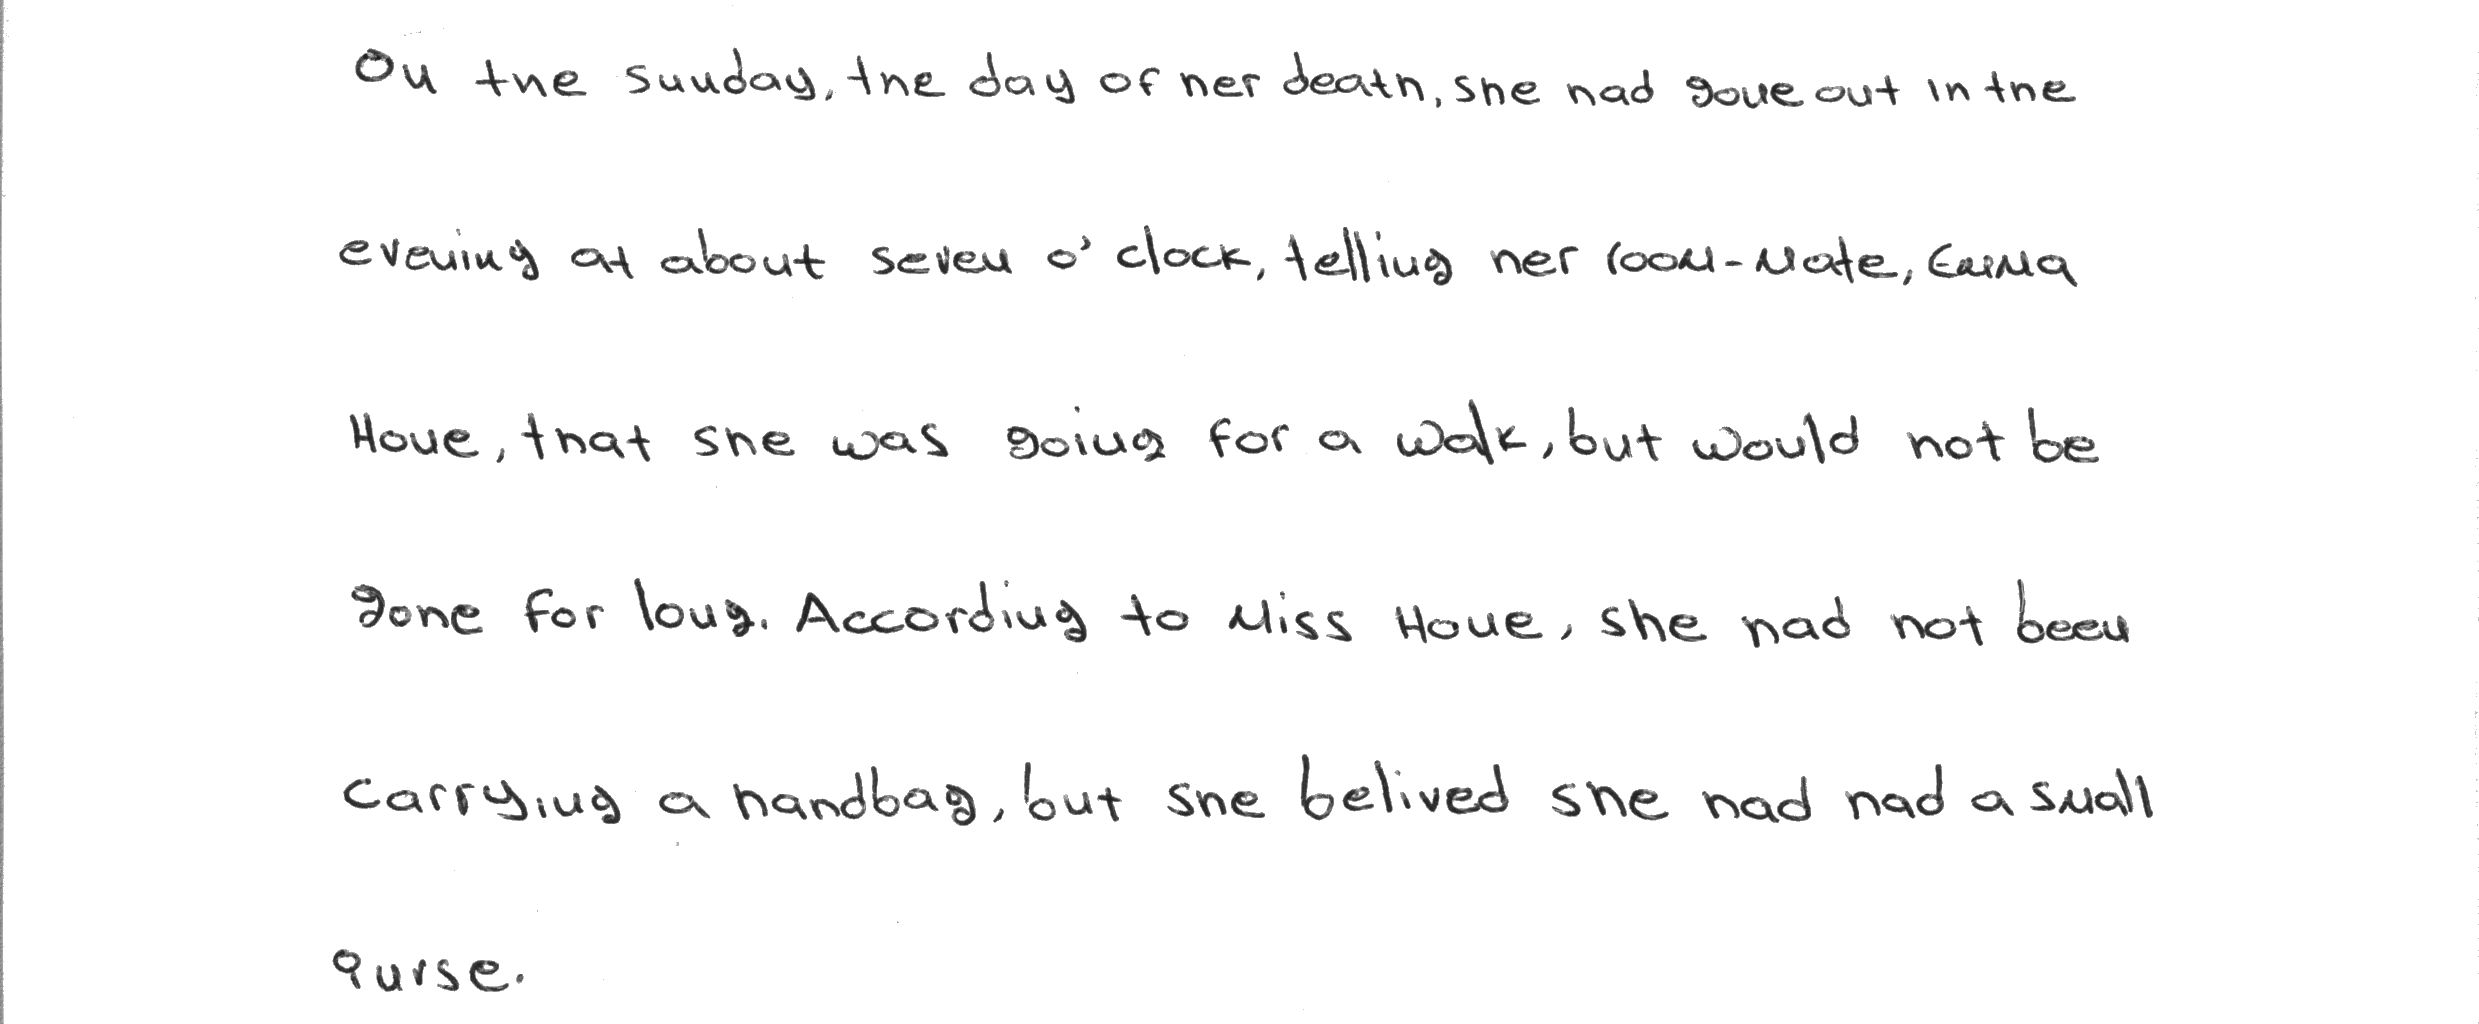 On the sunday, the day of her death, she had gone out in the
evening at about seven o' clock, telling her room-mate,
Hone, that she was going for a walk, but would not be
gone for long. According to Miss Hone, she had not been
carrying a handbag, but she belived she had had a small
purse.